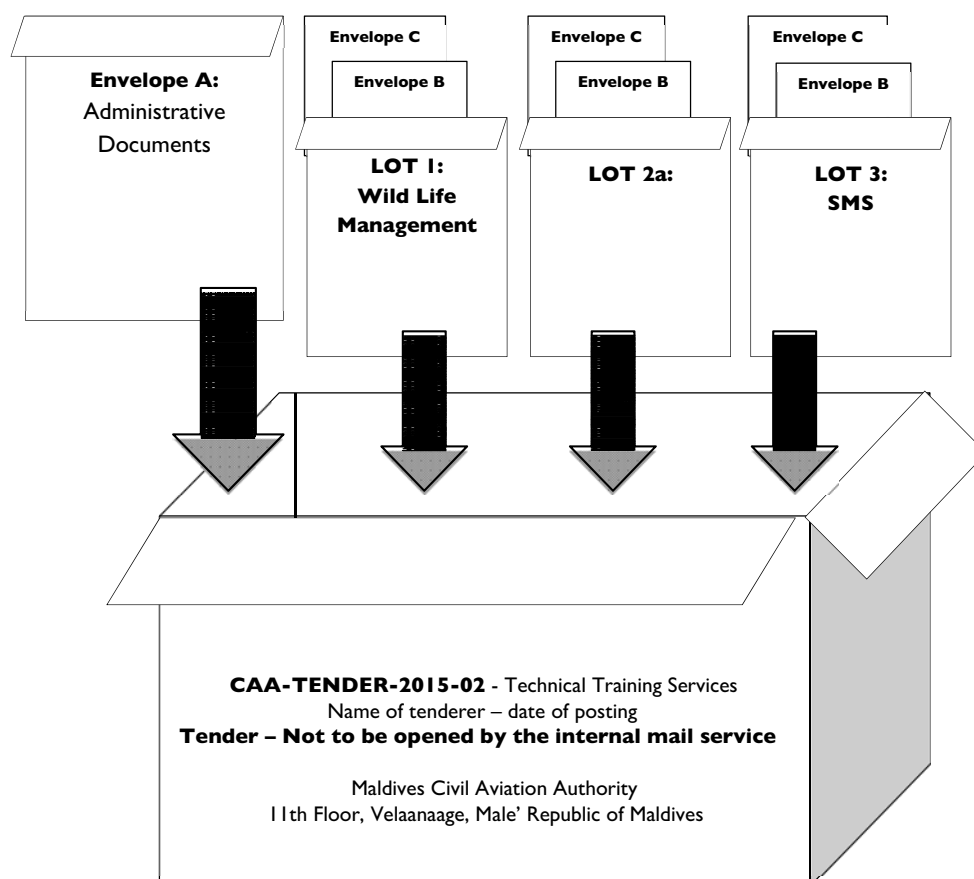 Envelope A:
Administrative
Documents
Envelope C
Envelope B
LOT 1:
Wild Life
Management
Envelope C
Envelope B
LOT 2a:
Envelope C
Envelope B
LOT 3:
SMS
CAA-TENDER-2015-02 - Technical Training Services
Name of tenderer – date of posting
Tender – Not to be opened by the internal mail service
Maldives Civil Aviation Authority
11th Floor, Velaanaage, Male’ Republic of Maldives